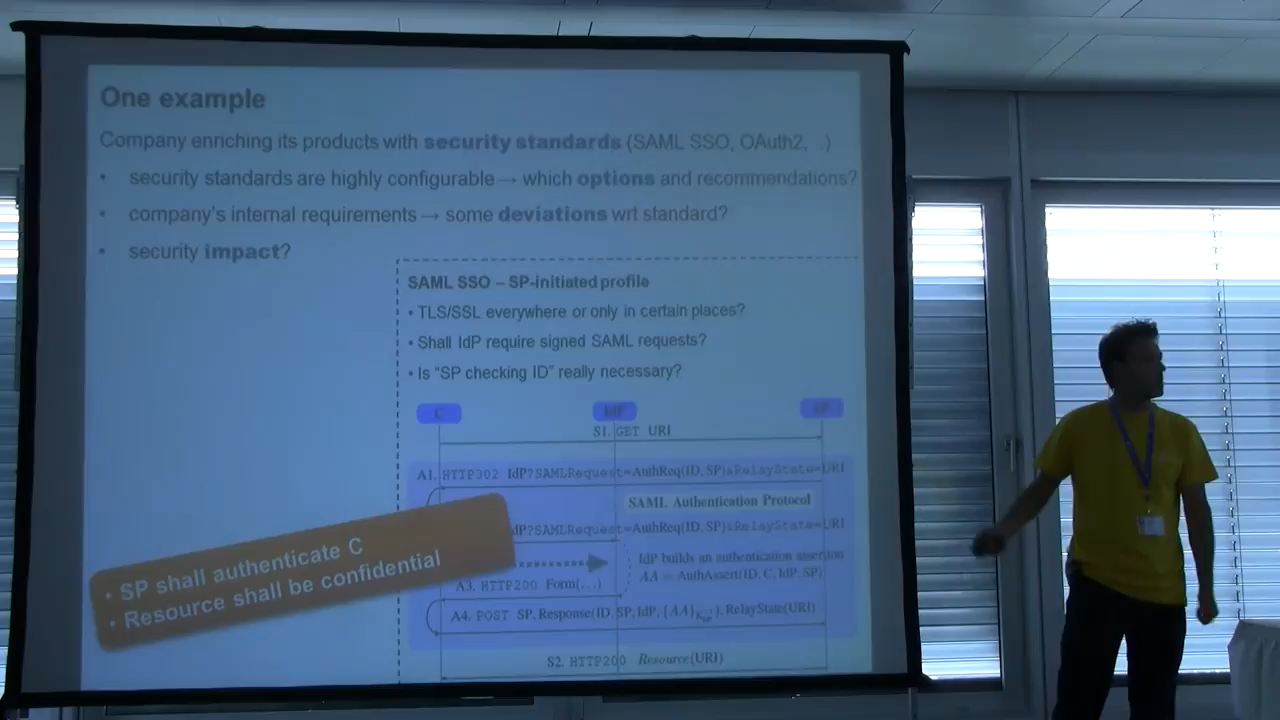 One example
Company enriching its products with security standards (SAML SSO, OAuth2, ..)
• security standards are highly configurable → which options and recommendations?
• company's internal requirements → some deviations wrt standard?
• security impact?
SAML SSO – SP-initiated profile
• TLS/SSL everywhere or only in certain places?
• Shall IdP require signed SAML requests?
• Is “SP checking ID” really necessary?
C IdP SP
S1. GET URI
A1. HTTP302 IdP?SAMLRequest=AuthReq(ID, SP)&RelayState=URI
SAML Authentication Protocol
IdP?SAMLRequest=AuthReq(ID, SP)&RelayState=URI
IdP builds an authentication assertion
AA = AuthAssert(ID, C, IdP, SP)
A3. HTTP200 Form(...)
A4. POST SP, Response(ID, SP, IdP, {AA}), RelayState(URI)
S2. HTTP200 Resource(URI)
• SP shall authenticate C
• Resource shall be confidential